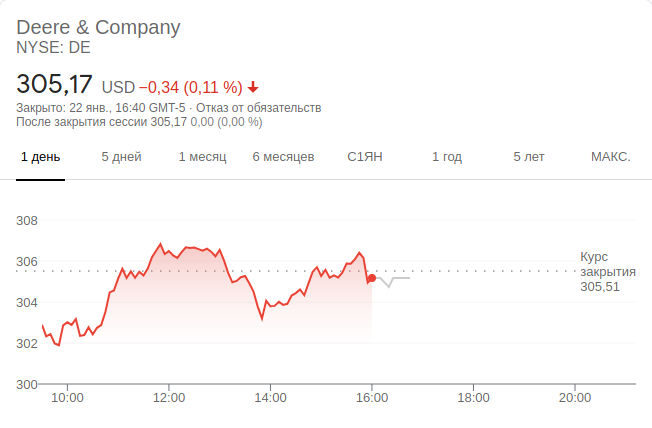 Deere & Company
NYSE: DE
305,17 USD −0,34 (0,11 %)
Закрыто: 22 янв., 16:40 GMT-5 · Отказ от обязательств
После закрытия сессии 305,17 0,00 (0,00 %)
1 день 5 дней 1 месяц 6 месяцев С1ЯН 1 год 5 лет МАКС.
308
306
304
302
300
Курс
закрытия
305,51
10:00 12:00 14:00 16:00 18:00 20:00